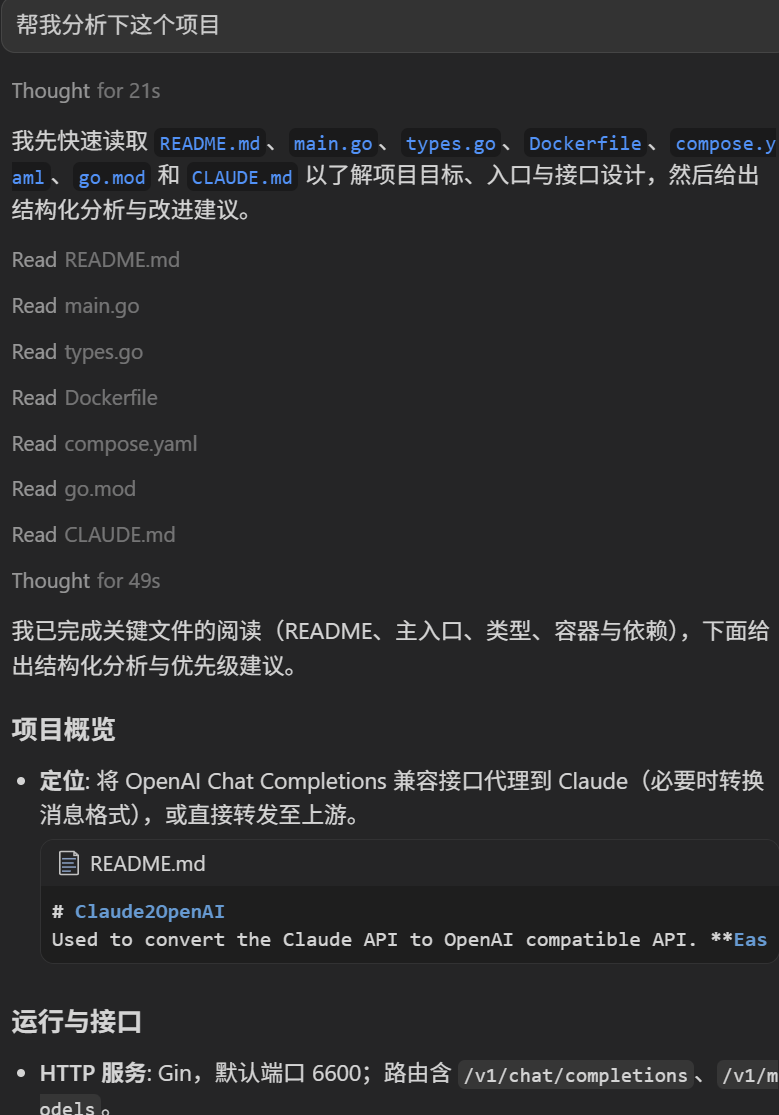 帮我分析下这个项目
Thought for 21s
我先快速读取 README.md、main.go、types.go、Dockerfile、compose.y
aml、go.mod 和 CLAUDE.md 以了解项目目标、入口与接口设计，然后给出
结构化分析与改进建议。
Read README.md
Read main.go
Read types.go
Read Dockerfile
Read compose.yaml
Read go.mod
Read CLAUDE.md
Thought for 49s
我已完成关键文件的阅读（README、主入口、类型、容器与依赖），下面给
出结构化分析与优先级建议。
项目概览
• 定位: 将 OpenAI Chat Completions 兼容接口代理到 Claude（必要时转换
消息格式），或直接转发至上游。
README.md
# Claude2OpenAI
Used to convert the Claude API to OpenAI compatible API. **Eas
运行与接口
• HTTP 服务: Gin，默认端口 6600；路由含 /v1/chat/completions、/v1/m
odels。